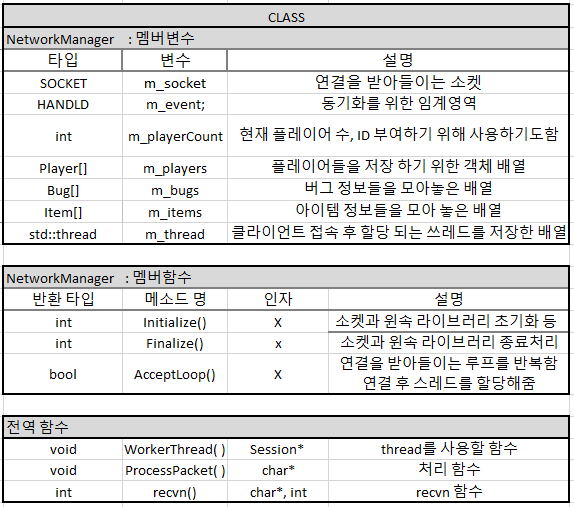 CLASS
NetworkManager : 멤버변수
타입 변수 설명
SOCKET m_socket 연결을 받아들이는 소켓
HANDLD m_event; 동기화를 위한 임계영역
int m_playerCount 현재 플레이어 수, ID 부여하기 위해 사용하기도함
Player[] m_players 플레이어들을 저장 하기 위한 객체 배열
Bug[] m_bugs 버그 정보들을 모아놓은 배열
Item[] m_items 아이템 정보들을 모아 놓은 배열
std::thread m_thread 클라이언트 접속 후 할당 되는 쓰레드를 저장한 배열
NetworkManager : 멤버함수
반환 타입 메소드 명 인자 설명
int Initialize() X 소켓과 윈속 라이브러리 초기화 등
int Finalize() x 소켓과 윈속 라이브러리 종료처리
bool AcceptLoop() X 연결을 받아들이는 루프를 반복함
연결 후 스레드를 할당해줌
전역 함수
void WorkerThread( ) Session* thread를 사용할 함수
void ProcessPacket( ) char* 처리 함수
int recvn() char*, int recvn 함수